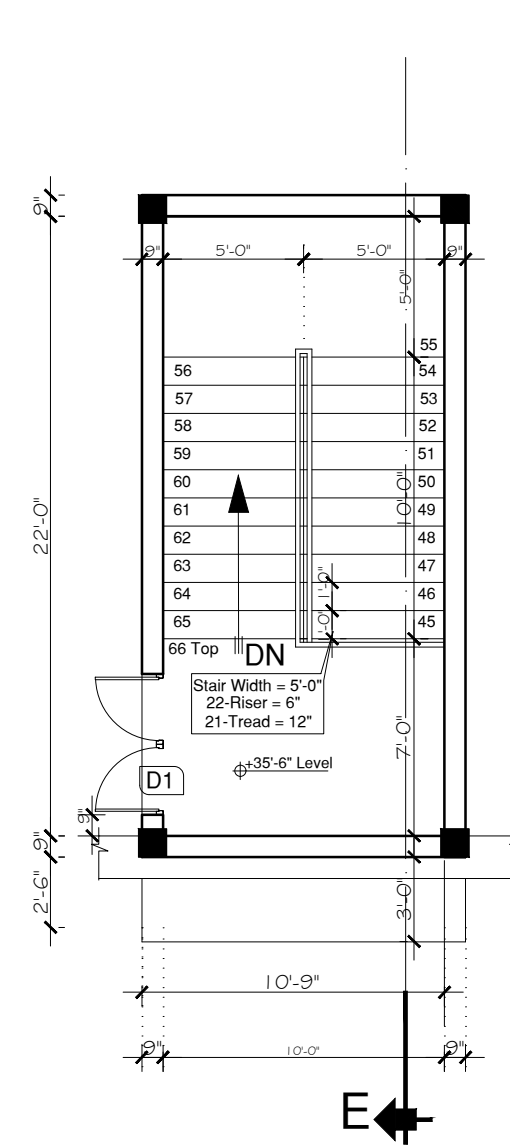 9"
9" 5'-0" 5'-0" 9"
5'-0"
55
56 54
57 53
58 52
59 51
60 50
10'-0"
61 49
22'-0"
62 48
63 47
1'-0"
64 46
65 1'-0" 45
66 Top DN
Stair Width = 5'-0"
22-Riser = 6"
21-Tread = 12"
7'-0"
+35'-6" Level
D1
9"
9"
2'-6"
3'-0"
10'-9"
9" 10'-0" 9"
E